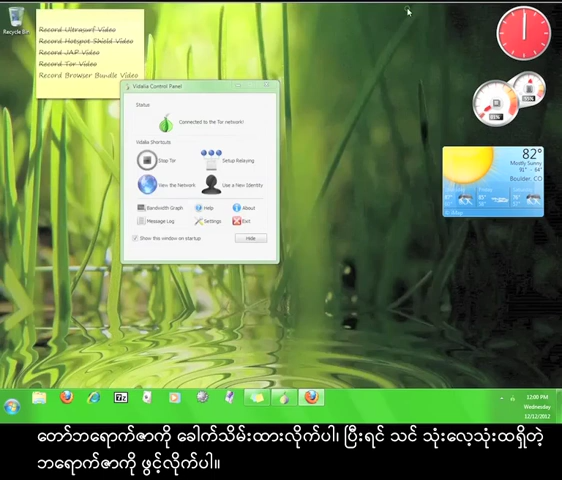 Recycle Bin
Record Ultrasurf Video
Record Hotspot Shield Video
Record JAP Video
Record Tor Video
Record Browser Bundle Video
Vidalia Control Panel
Status
Connected to the Tor network!
Vidalia Shortcuts
Stop Tor
Setup Relaying
View the Network
Use a New Identity
Bandwidth Graph
Help
About
Message Log
Settings
Exit
Show this window on startup
Hide
82°
Mostly Sunny
91° - 64°
Boulder, CO
12:00 PM
Wednesday
12/12/2012
တော်ဘရောက်ဇာကို ခေါက်သိမ်းထားလိုက်ပါ၊ ပြီးရင် သင် သုံးလေ့သုံးထရှိတဲ့
ဘရောက်ဇာကို ဖွင့်လိုက်ပါ။